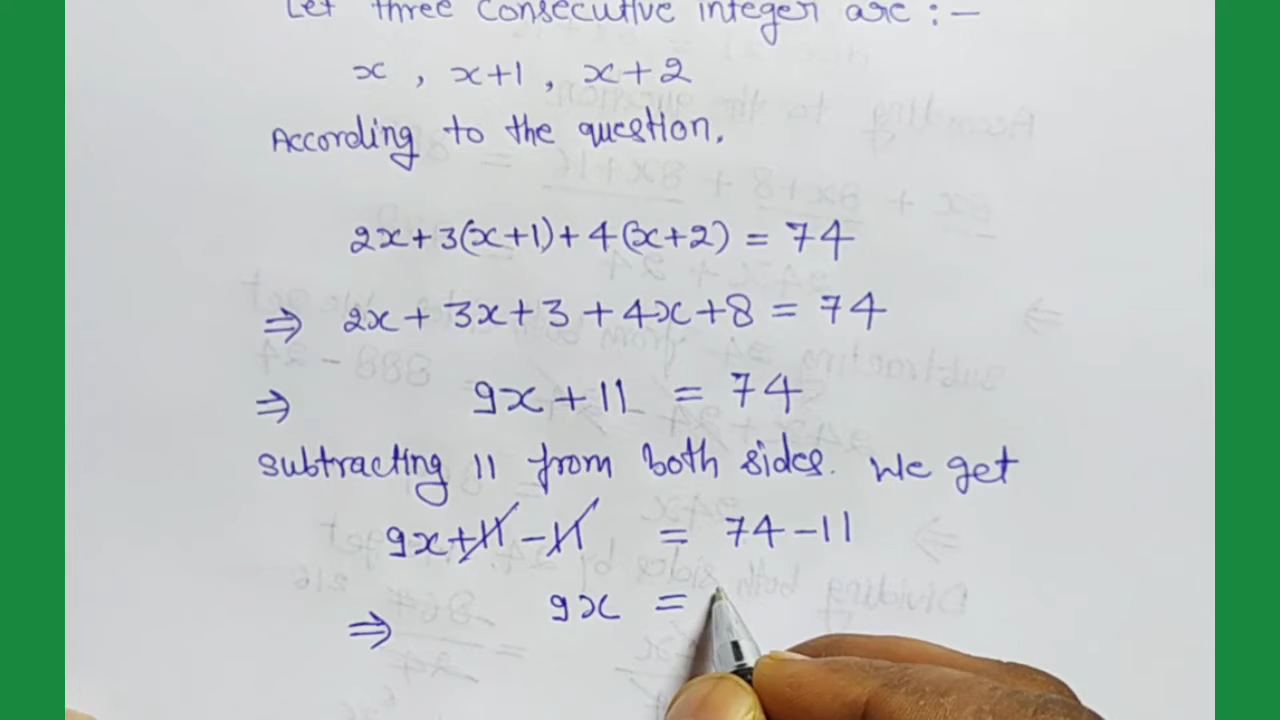 Let three consecutive integer are :-
x , x+1 , x+2
According to the question.
2x+3(x+1)+4(x+2) = 74
⇒ 2x+3x+3+4x+8 = 74
⇒ 9x+11 = 74
subtracting 11 from both sides. We get
9x+11-11 = 74-11
⇒ 9x =